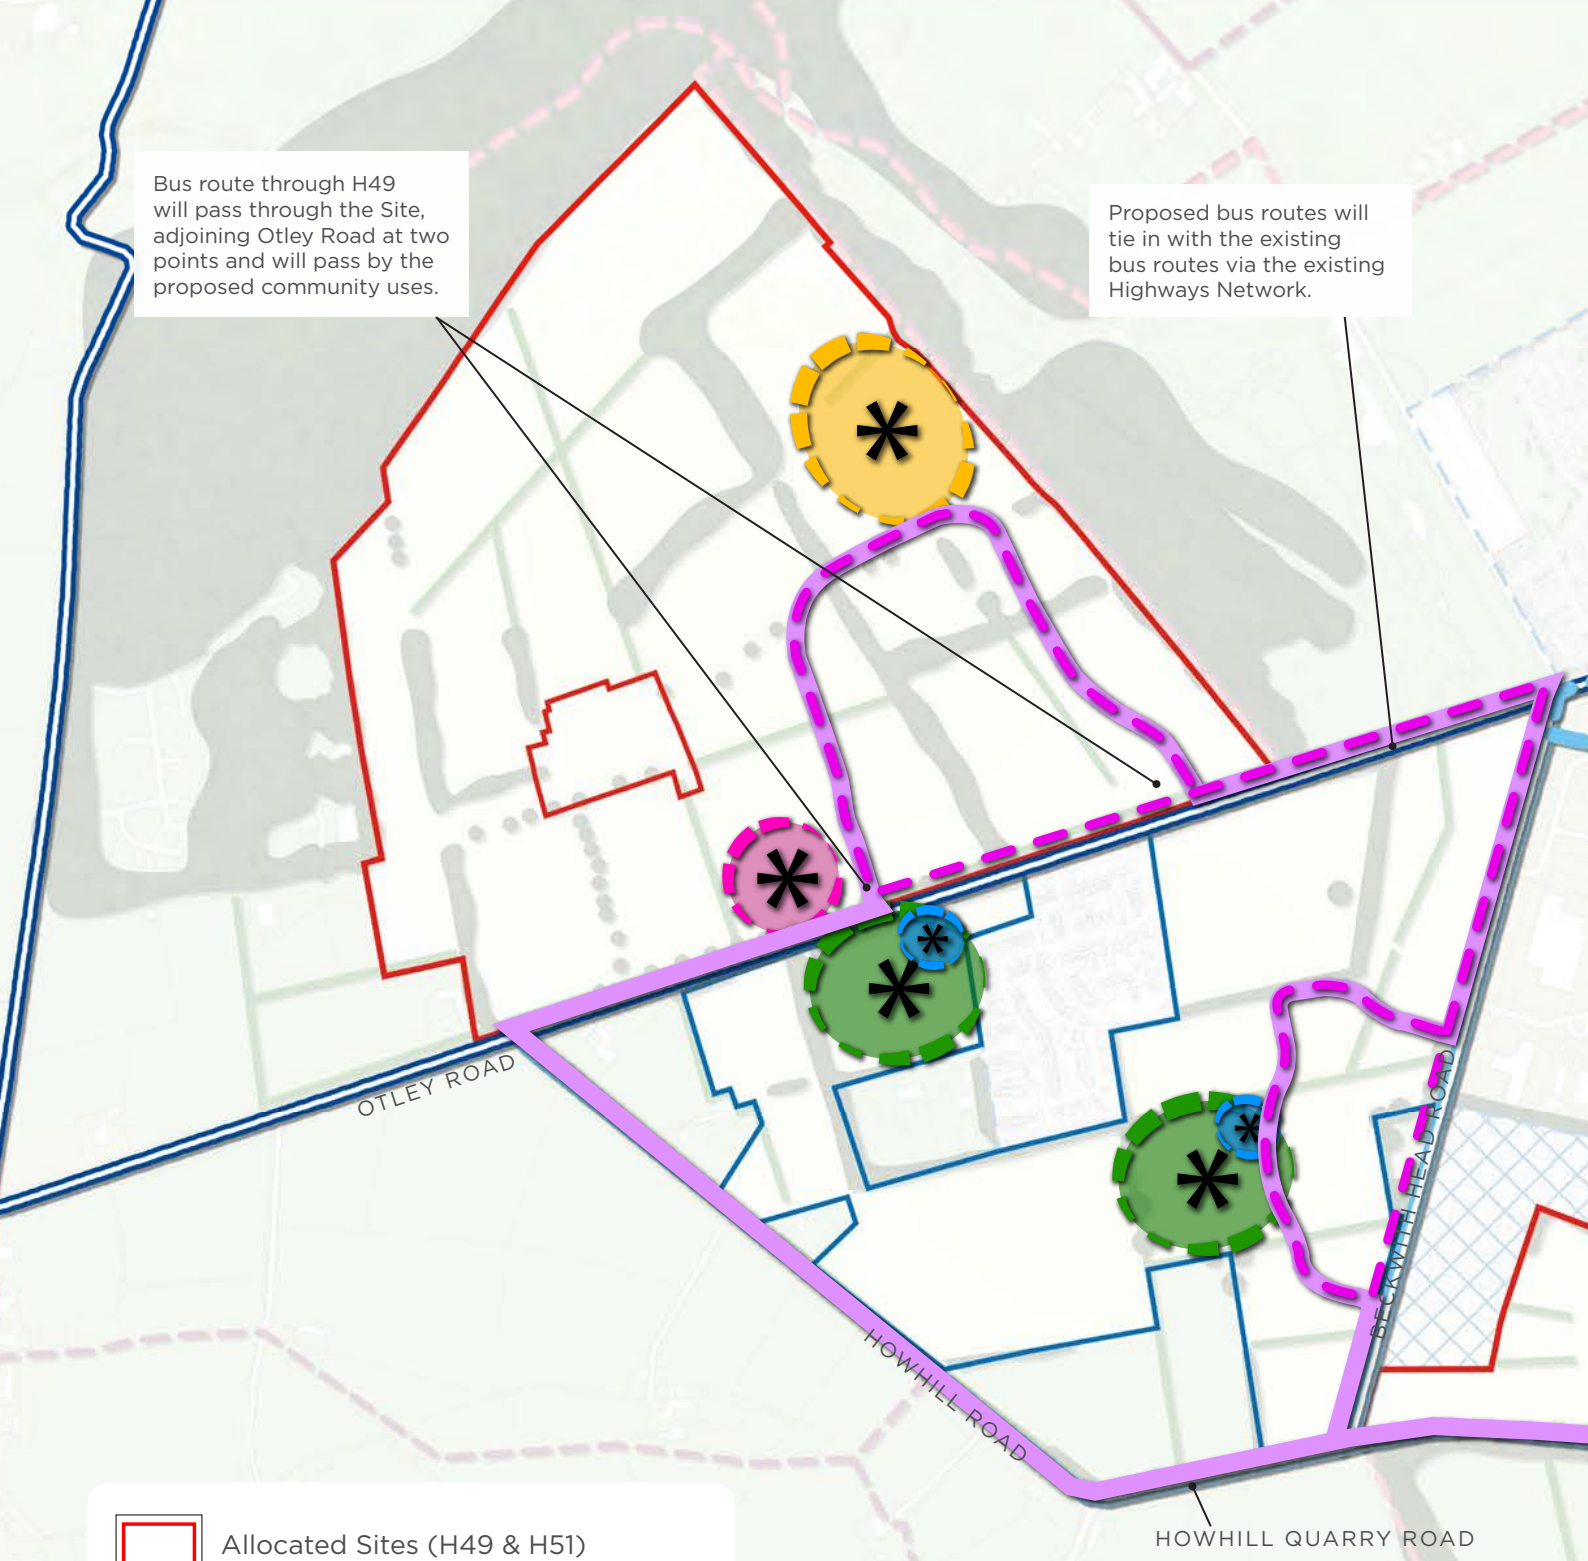 Bus route through H49
will pass through the Site,
adjoining Otley Road at two
points and will pass by the
proposed community uses.
Proposed bus routes will
tie in with the existing
bus routes via the existing
Highways Network.
OTLEY ROAD
BECKWITH HEAD ROAD
HOWHILL ROAD
HOWHILL QUARRY ROAD
Allocated Sites (H49 & H51)